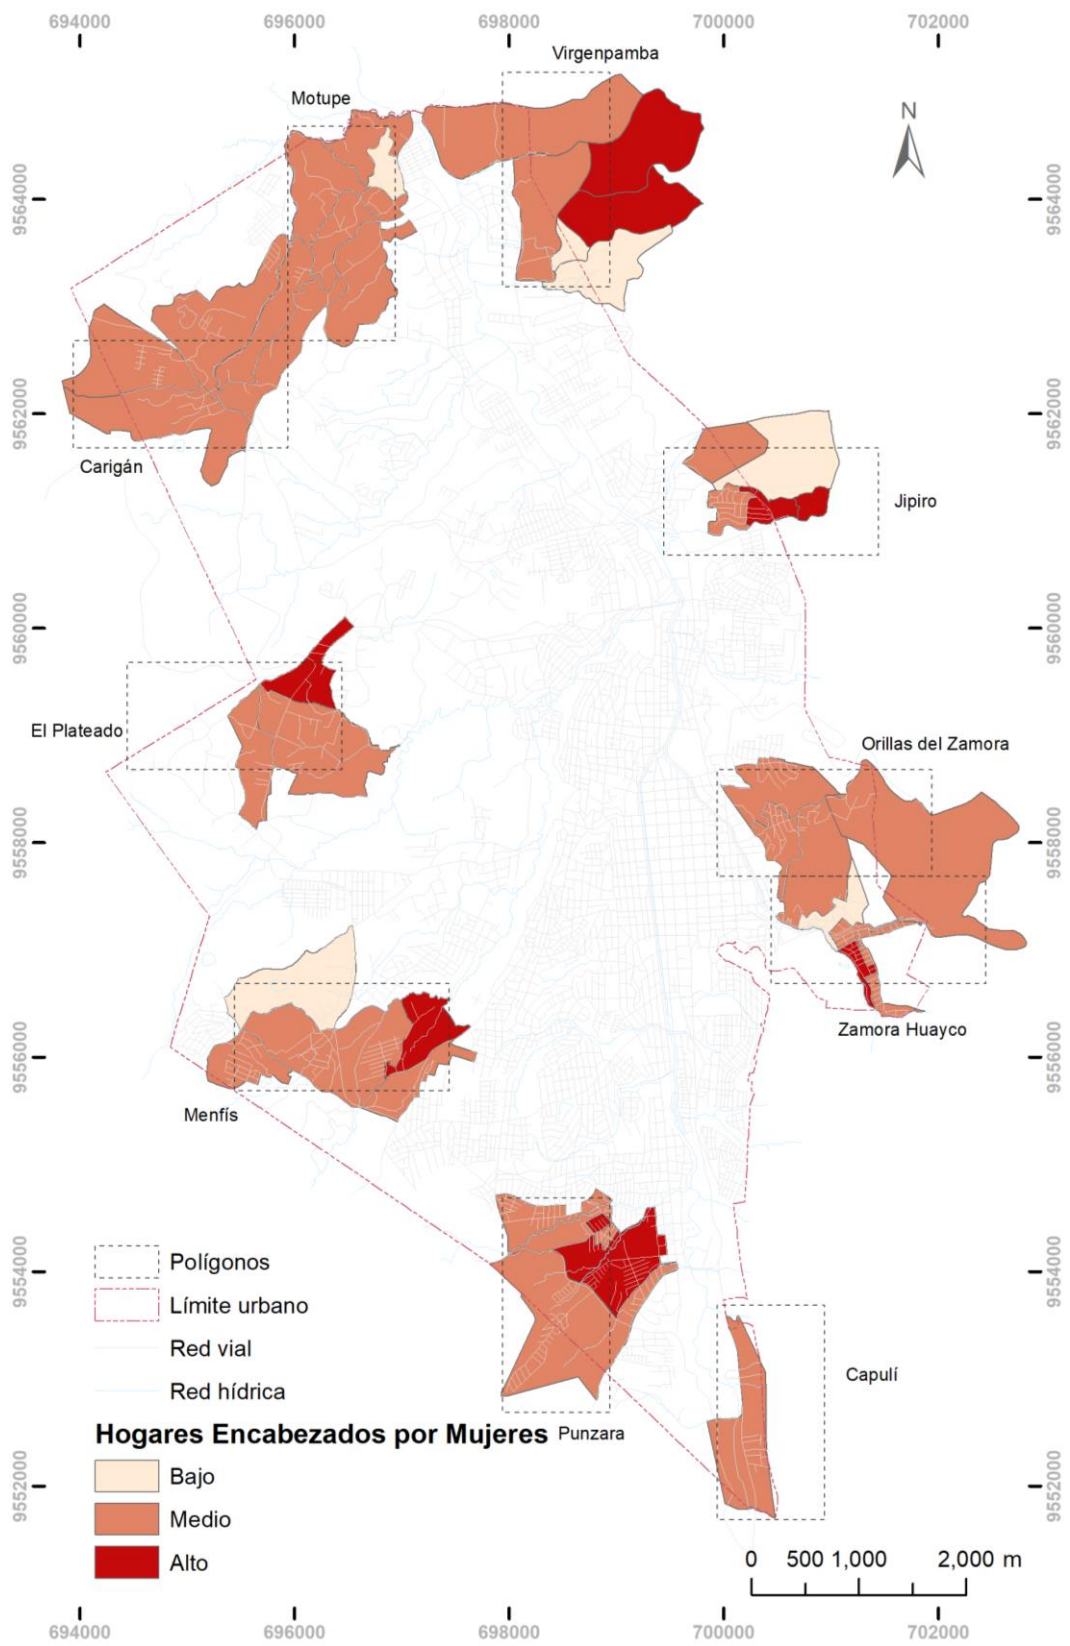 694000 696000 698000 700000 702000
Virgenpamba
Motupe
N
9564000 9564000
9562000 9562000
Carigán
Jipiro
9560000 9560000
El Plateado
Orillas del Zamora
9558000 9558000
Zamora Huayco
9556000 9556000
Menfís
Polígonos
9554000 9554000
Límite urbano
Red vial
Capulí
Red hídrica
Hogares Encabezados por Mujeres
Punzara
Bajo
9552000 9552000
Medio
Alto
0 500 1,000 2,000 m
694000 696000 698000 700000 702000